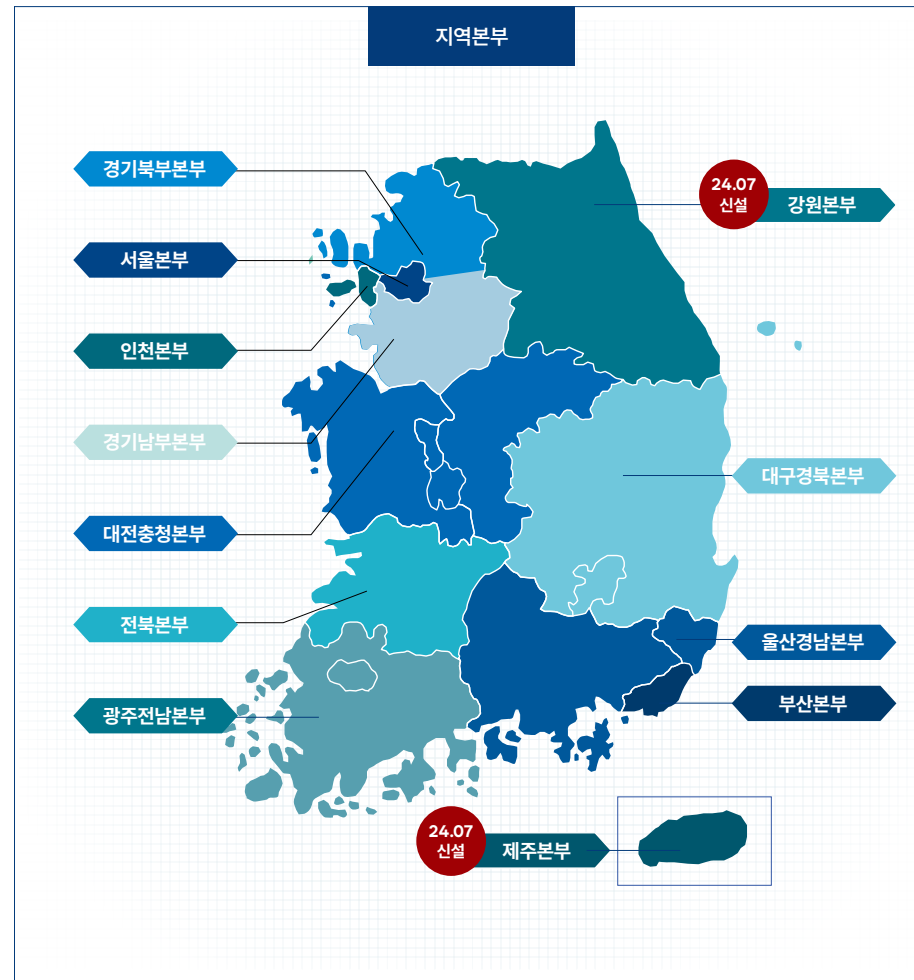 지역본부
경기북부본부
서울본부
인천본부
경기남부본부
대전충청본부
전북본부
광주전남본부
24.07
신설
강원본부
대구경북본부
울산경남본부
부산본부
24.07
신설
제주본부